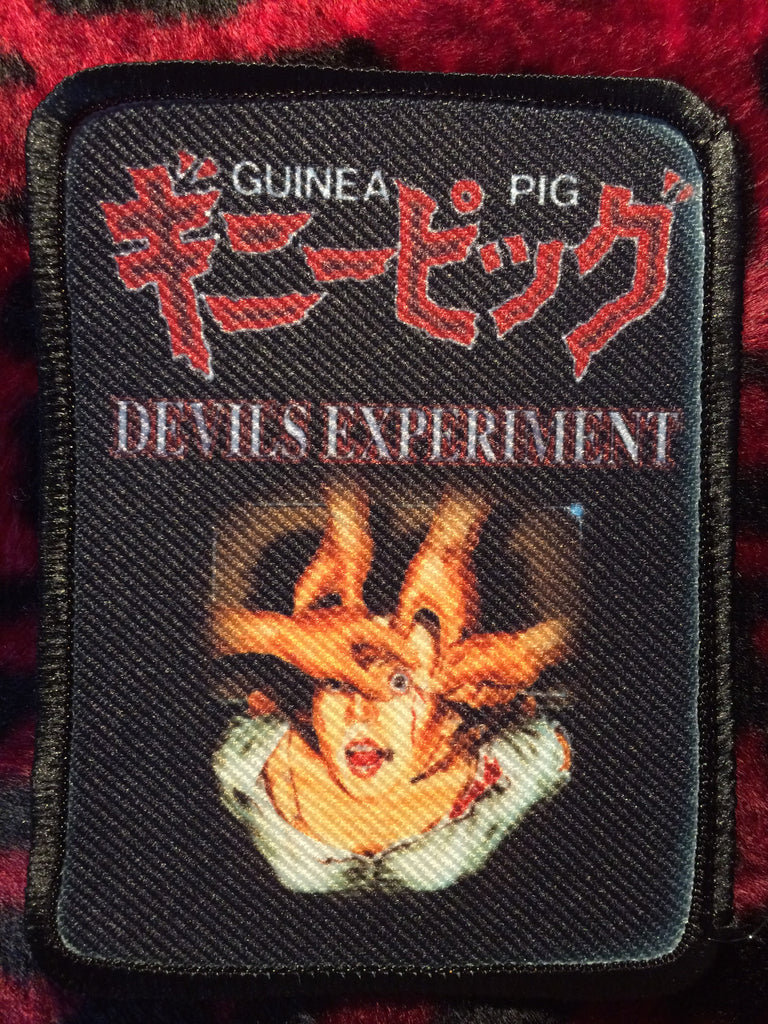 GUINEA PIG
ギニーピッグ
DEVILS EXPERIMENT